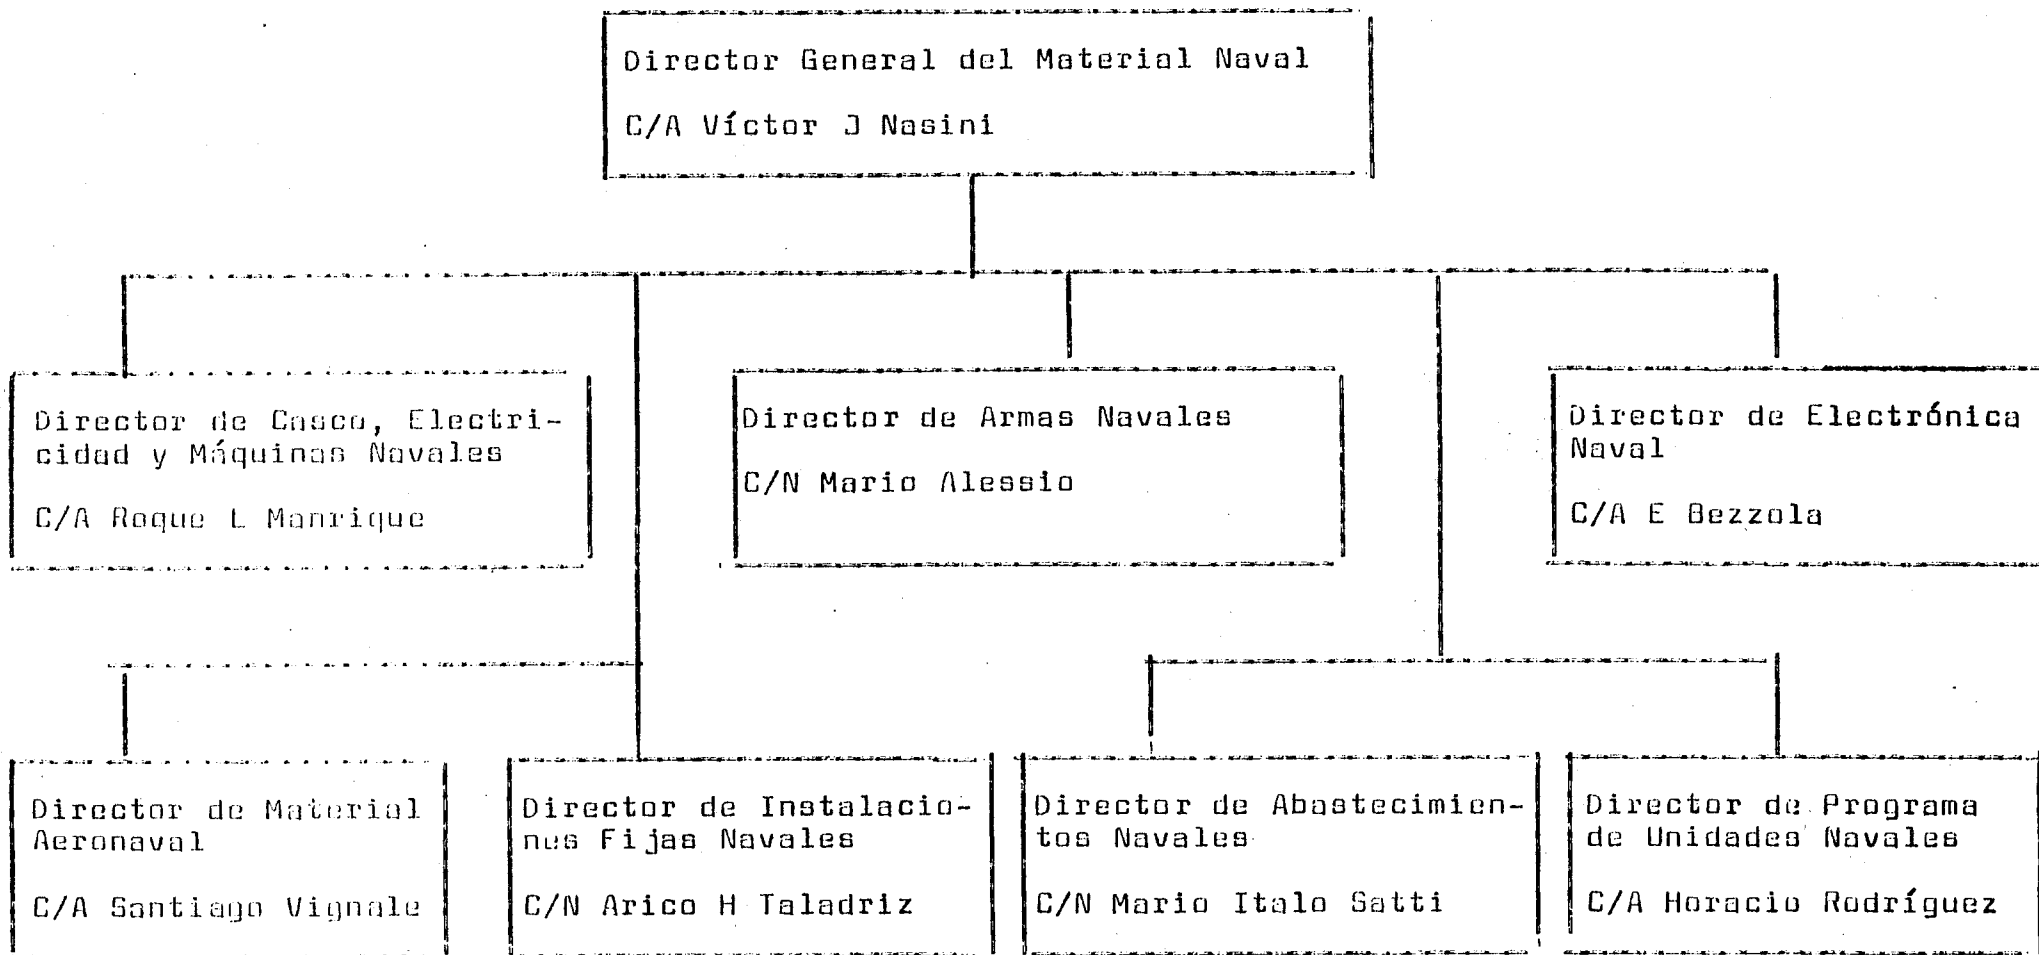 Director General del Material Naval
C/A Víctor J Nasini
Director de Casco, Electri-
cidad y Máquinas Navales
C/A Roque L Manrique
Director de Armas Navales
C/N Mario Alessio
Director de Electrónica
Naval
C/A E Bezzola
Director de Material
Aeronaval
C/A Santiago Vignale
Director de Instalacio-
nes Fijas Navales
C/N Arico H Taladriz
Director de Abastecimien-
tos Navales
C/N Mario Italo Satti
Director de Programa
de Unidades Navales
C/A Horacio Rodríguez